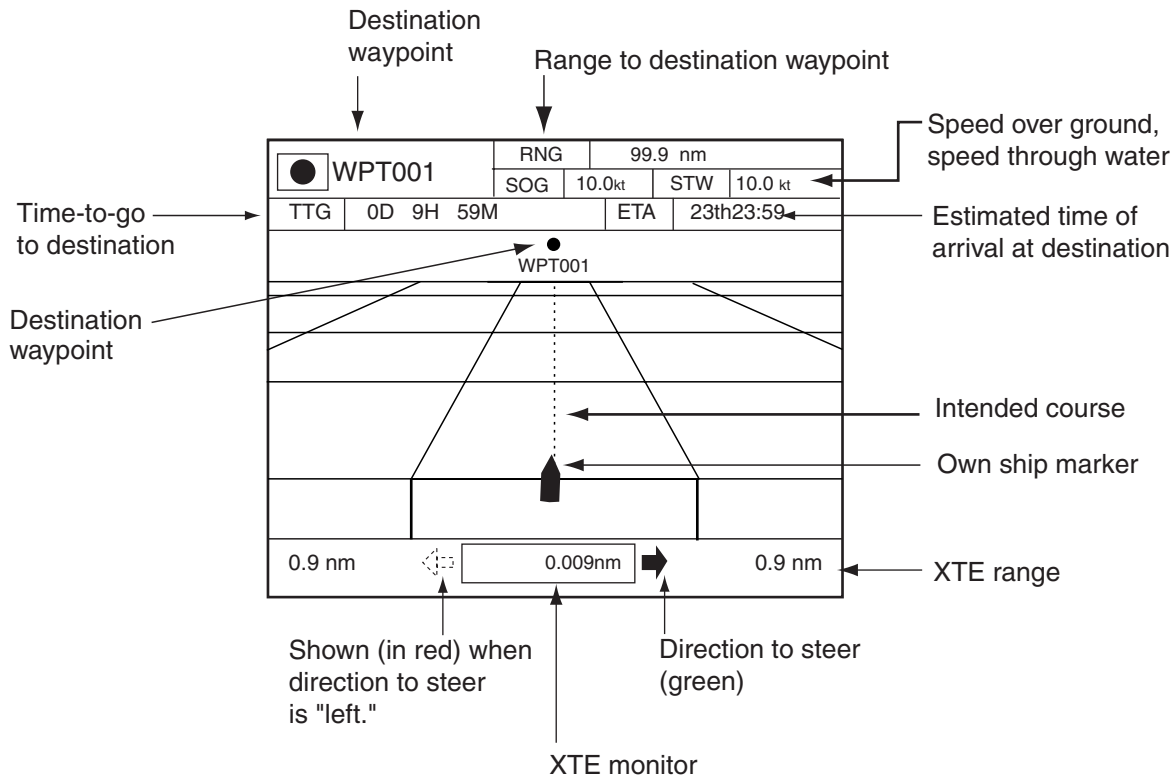 Destination
waypoint
Range to destination waypoint
Speed over ground,
speed through water
WPT001
RNG 99.9 nm
SOG 10.0kt STW 10.0 kt
Time-to-go
to destination
TTG 0D 9H 59M ETA 23th23:59
Estimated time of
arrival at destination
WPT001
Destination
waypoint
Intended course
Own ship marker
0.9 nm 0.009nm 0.9 nm
XTE range
Shown (in red) when
direction to steer
is "left."
Direction to steer
(green)
XTE monitor